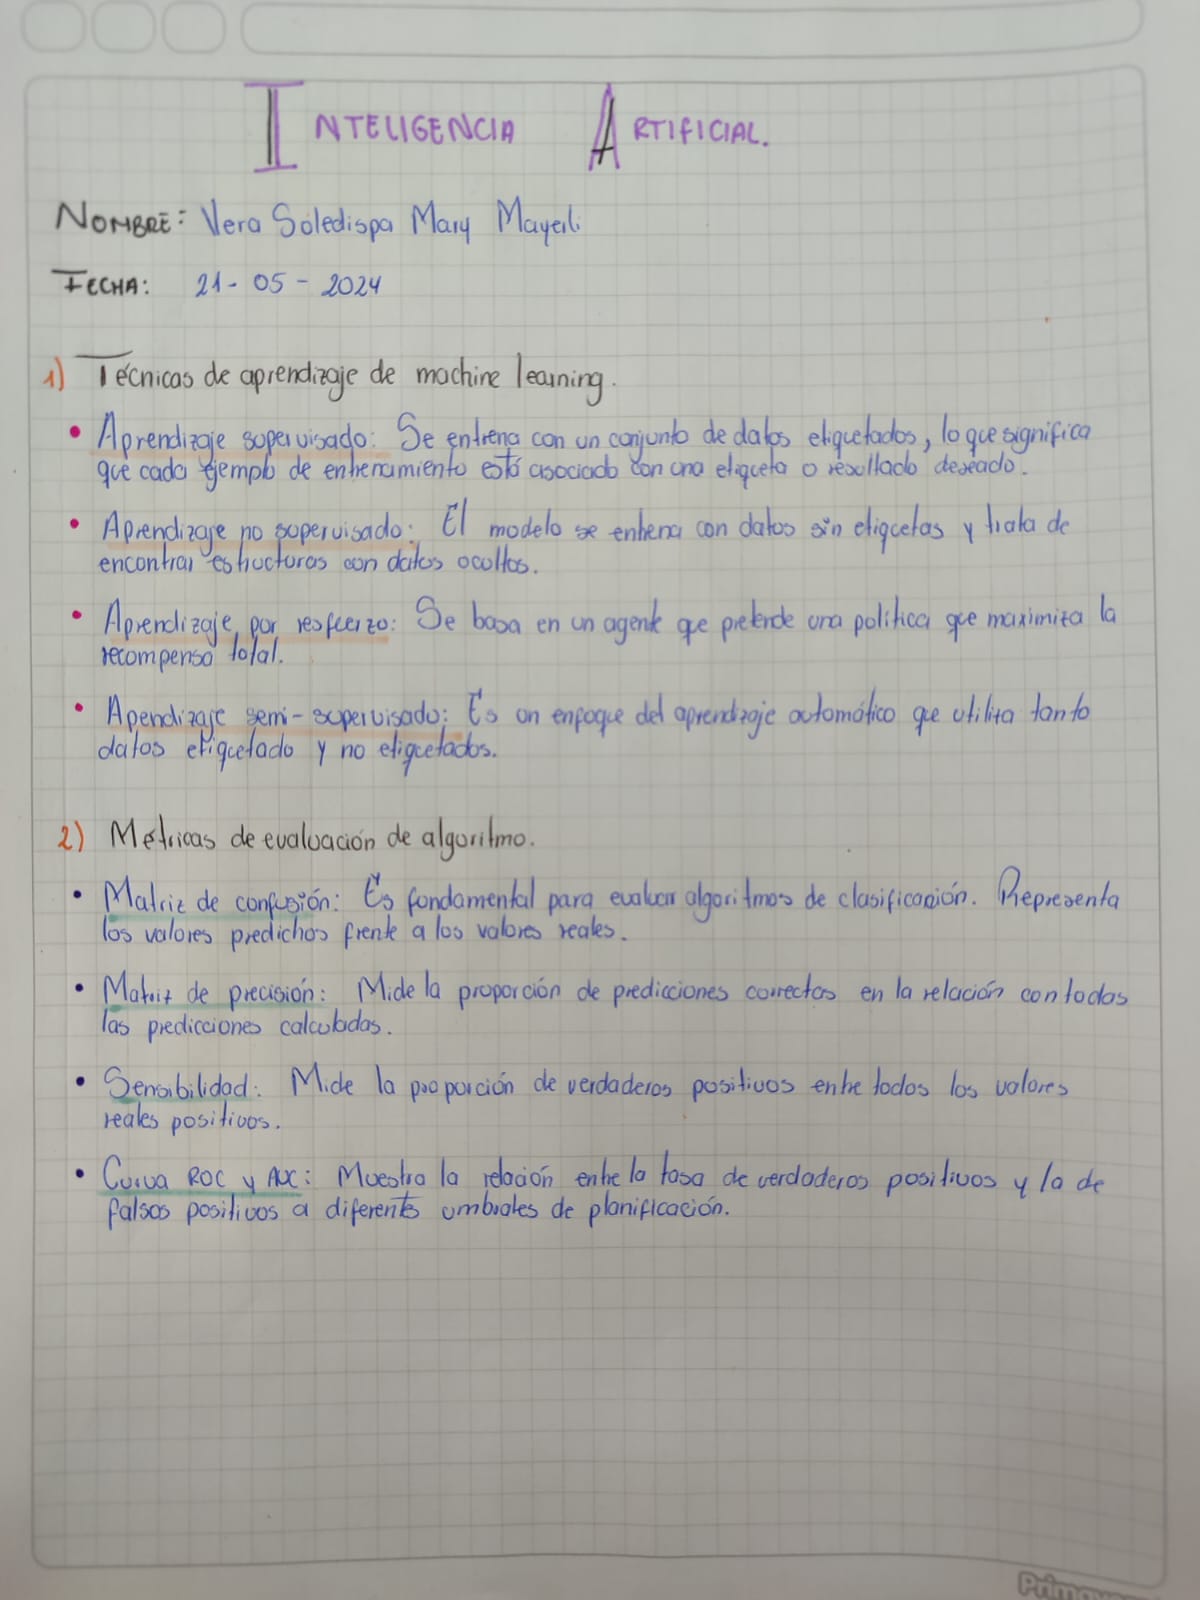 INTELIGENCIA ARTIFICIAL.
NOMBRE: Vera Soledispa Mary Mayerli
FECHA: 21-05-2024
1) Técnicas de aprendizaje de machine learning.
• Aprendizaje supervisado: Se entrena con un conjunto de datos etiquetados, lo que significa
que cada ejemplo de entrenamiento está asociado con una etiqueta o resultado deseado.
• Aprendizaje no supervisado: El modelo se entrena con datos sin etiquetas y trata de
encontrar estructuras con datos ocultos.
• Aprendizaje por resfuerzo: Se basa en un agente que pretende una política que maximiza la
recompensa total.
• Apendizaje semi-supervisado: Es un enfoque del aprendizaje automático que utiliza tanto
datos etiquetado y no etiquetados.
2) Métricas de evaluación de algoritmo.
• Matriz de confusión: Es fundamental para evaluar algoritmos de clasificación. Representa
los valores predichos frente a los valores reales.
• Matriz de precisión: Mide la proporción de predicciones correctas en la relación con todas
las predicciones calculadas.
• Sensibilidad: Mide la proporción de verdaderos positivos entre todos los valores
reales positivos.
• Curva ROC y AUC: Muestra la relación entre la tasa de verdaderos positivos y la de
falsos positivos a diferents umbrales de planificación.